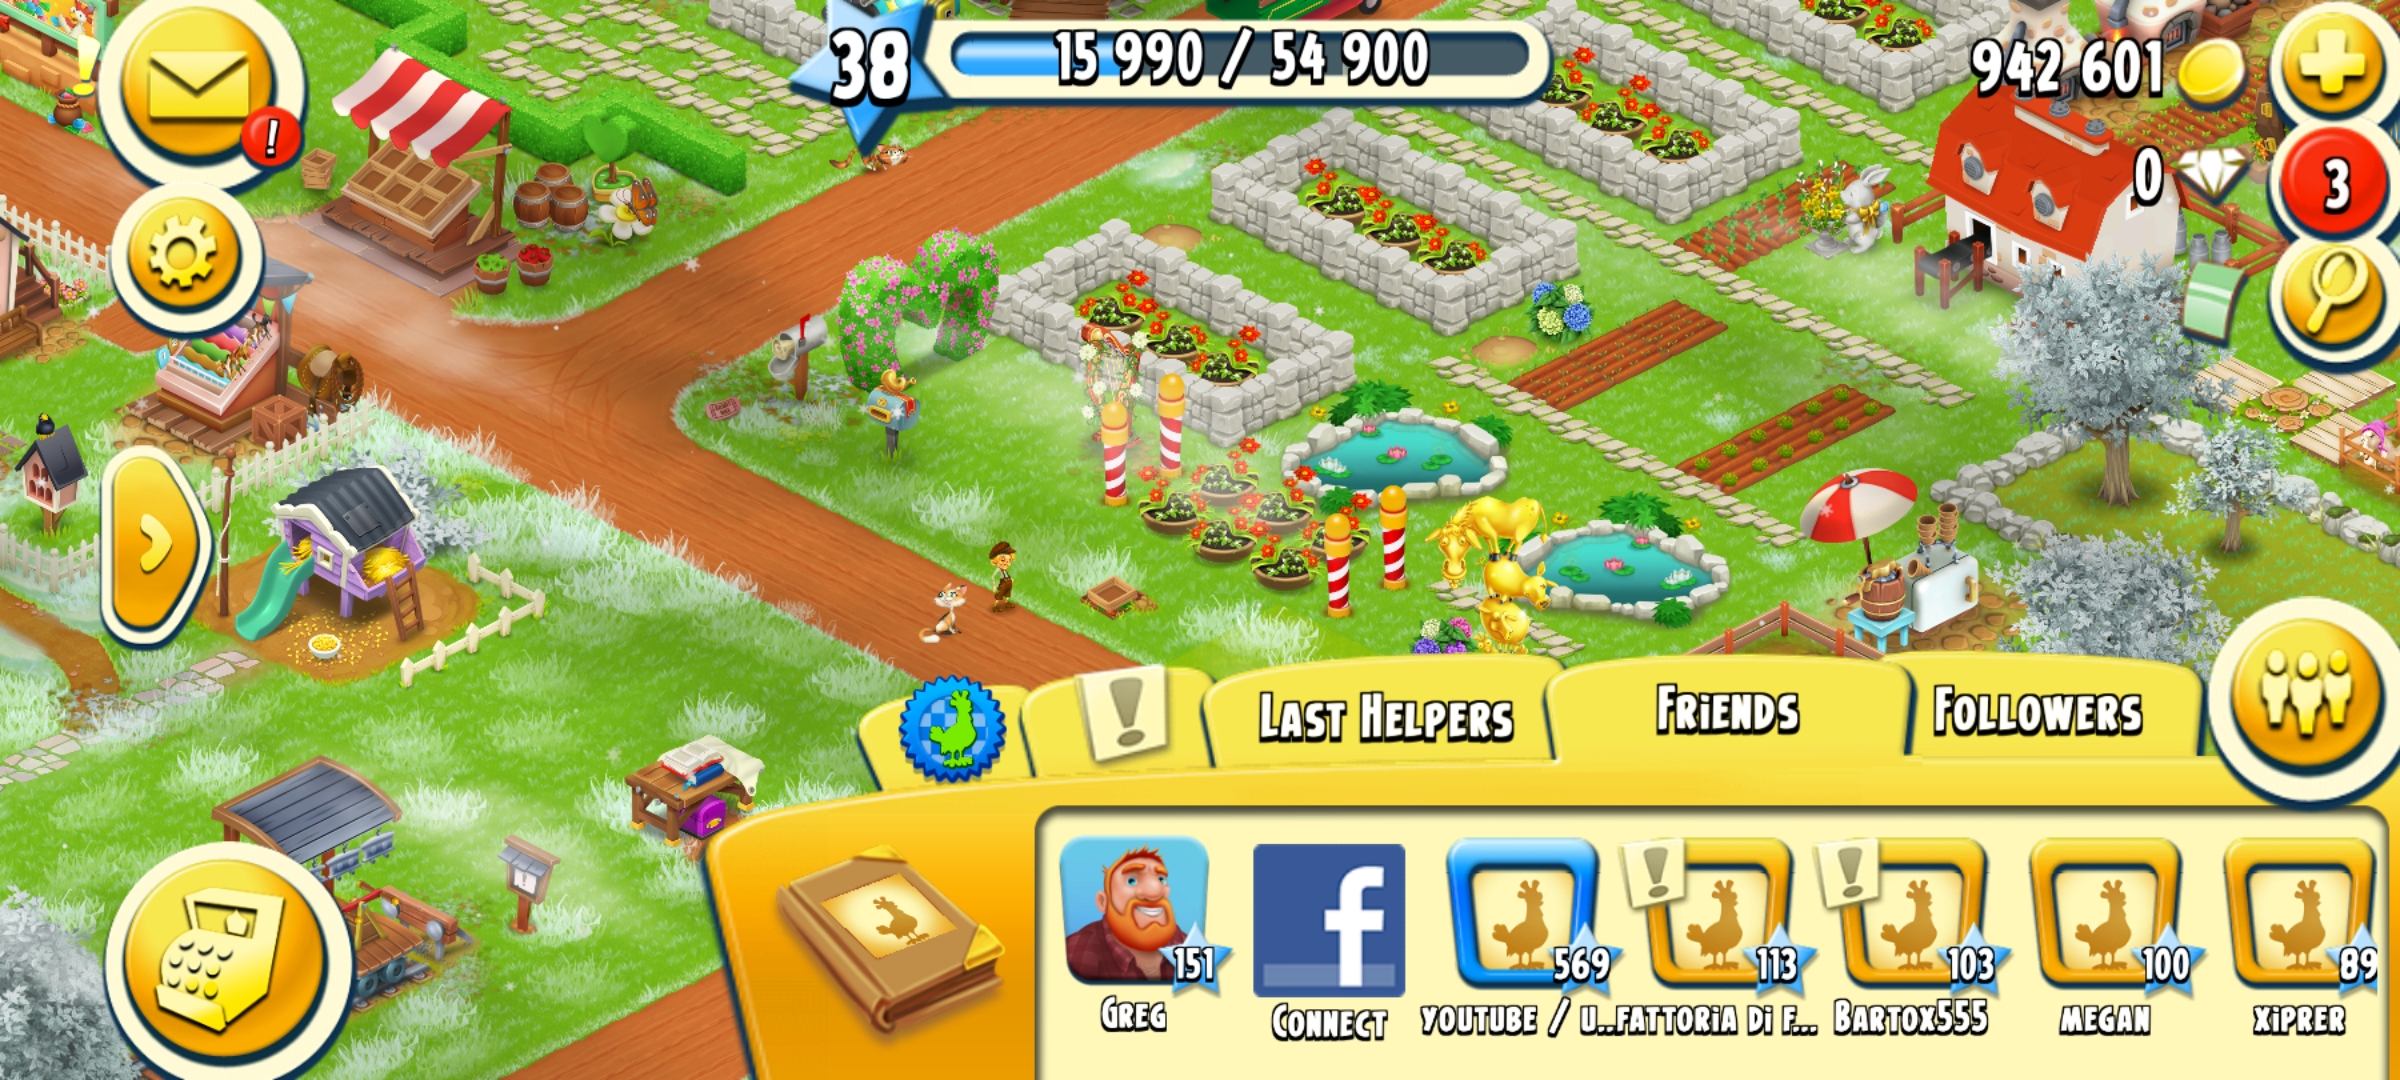 38
15 990 / 54 900
942 601
0
3
!
LAST HELPERS
FRIENDS
FOLLOWERS
!
!
!
151
569
113
103
100
89
GREG
CONNECT
YOUTUBE / U...
FATTORIA DI F...
BARTOX555
MEGAN
XIPRER